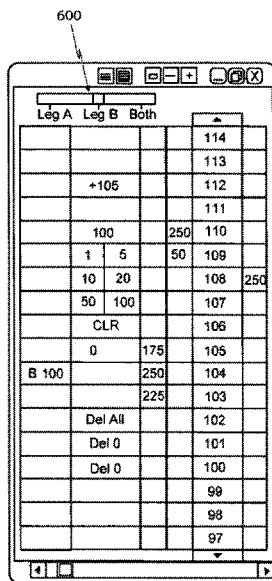 600
Leg A Leg B Both
114
113
+105 112
111
100 250 110
1 5 50 109
10 20 108 250
50 100 107
CLR 106
0 175 105
B 100 250 104
225 103
Del All 102
Del 0 101
Del 0 100
99
98
97